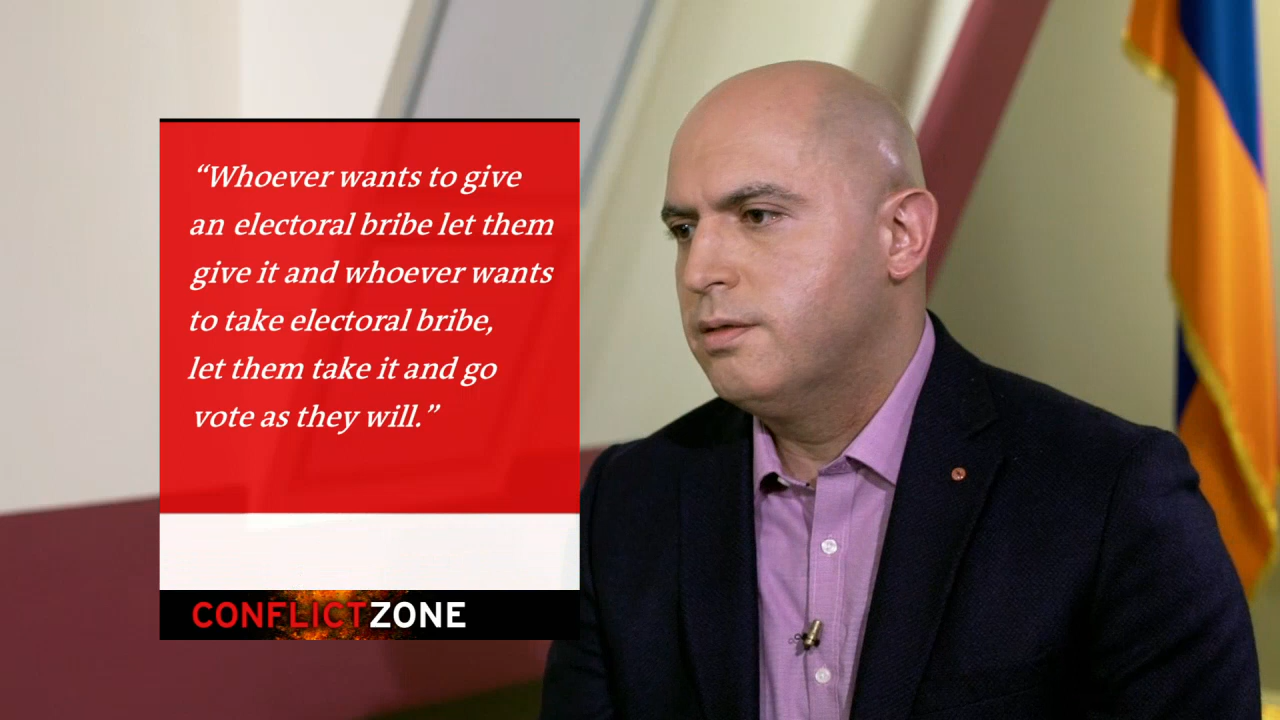 “Whoever wants to give
an electoral bribe let them
give it and whoever wants
to take electoral bribe,
let them take it and go
vote as they will.”
CONFLICTZONE